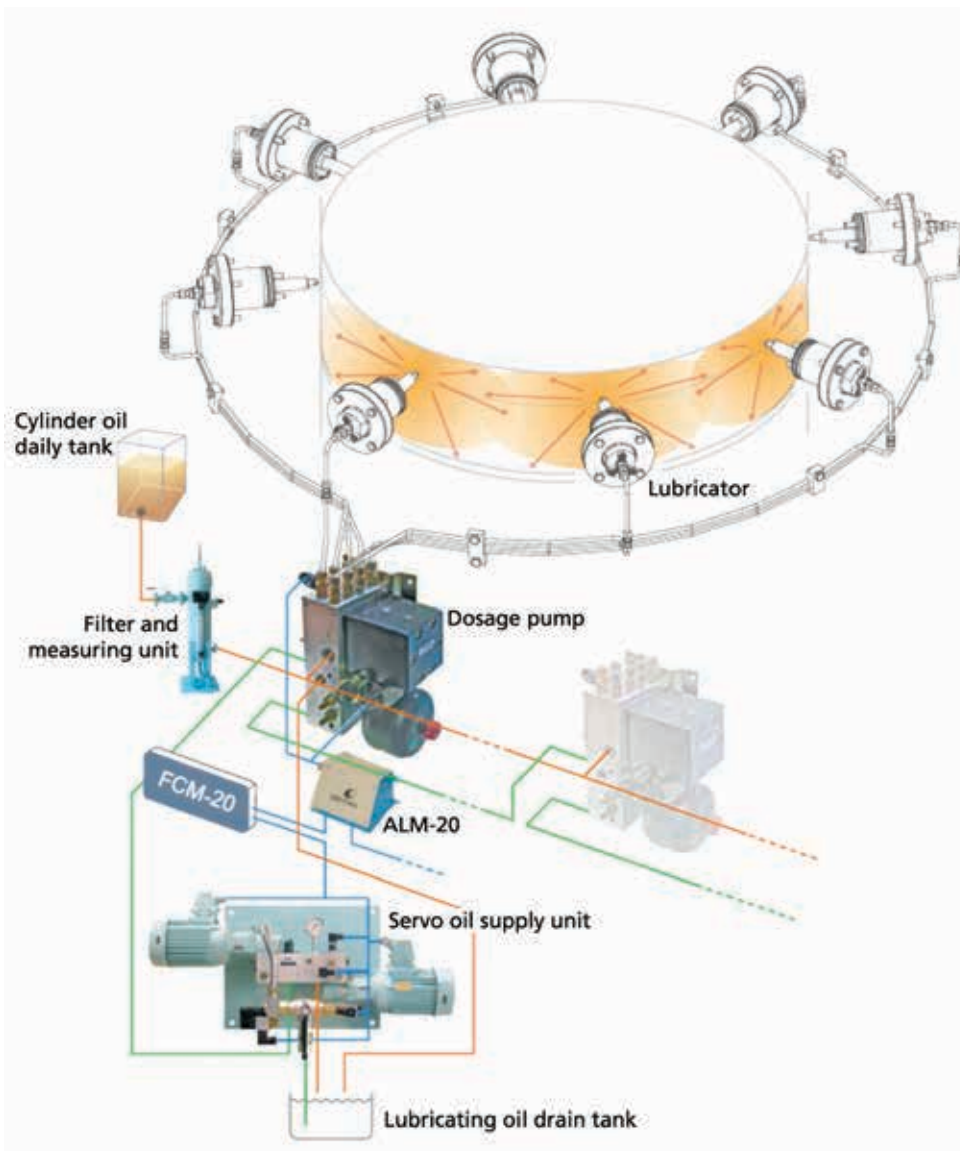 Cylinder oil
daily tank
Lubricator
Filter and
measuring unit
Dosage pump
FCM-20
ALM-20
Servo oil supply unit
Lubricating oil drain tank